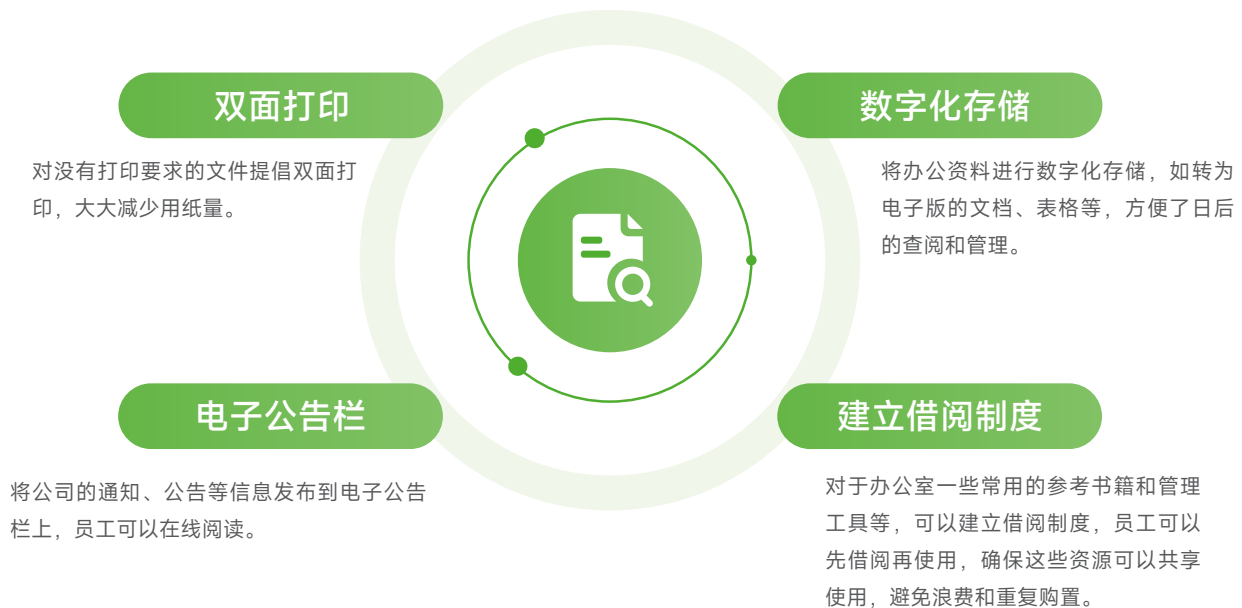 双面打印
对没有打印要求的文件提倡双面打
印，大大减少用纸量。
数字化存储
将办公资料进行数字化存储，如转为
电子版的文档、表格等，方便了日后
的查阅和管理。
电子公告栏
将公司的通知、公告等信息发布到电子公告
栏上，员工可以在线阅读。
建立借阅制度
对于办公室一些常用的参考书籍和管理
工具等，可以建立借阅制度，员工可以
先借阅再使用，确保这些资源可以共享
使用，避免浪费和重复购置。